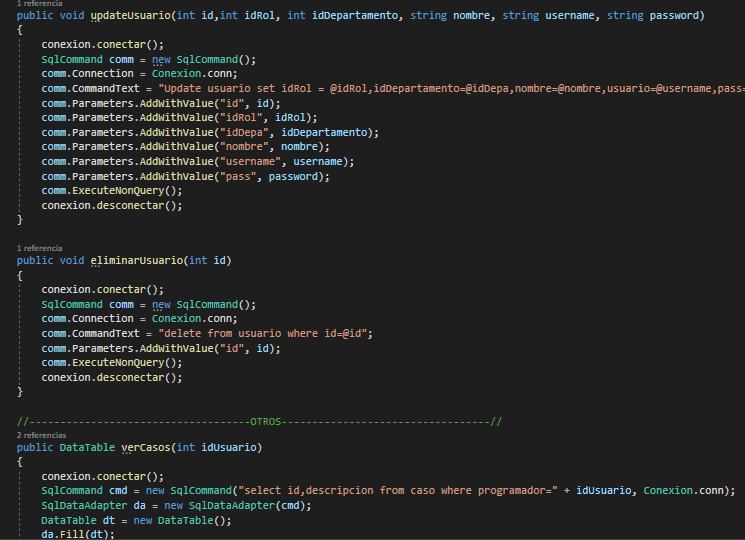 1 referencia
public void updateUsuario(int id,int idRol, int idDepartamento, string nombre, string username, string password)
{
conexion.conectar();
SqlCommand comm = new SqlCommand();
comm.Connection = Conexion.conn;
comm.CommandText = "Update usuario set idRol = @idRol,idDepartamento=@idDepa,nombre=@nombre,usuario=@username,pass=
comm.Parameters.AddWithValue("id", id);
comm.Parameters.AddWithValue("idRol", idRol);
comm.Parameters.AddWithValue("idDepa", idDepartamento);
comm.Parameters.AddWithValue("nombre", nombre);
comm.Parameters.AddWithValue("username", username);
comm.Parameters.AddWithValue("pass", password);
comm.ExecuteNonQuery();
conexion.desconectar();
}
1 referencia
public void eliminarUsuario(int id)
{
conexion.conectar();
SqlCommand comm = new SqlCommand();
comm.Connection = Conexion.conn;
comm.CommandText = "delete from usuario where id=@id";
comm.Parameters.AddWithValue("id", id);
comm.ExecuteNonQuery();
conexion.desconectar();
}
//------------------------------------OTROS----------------------------------//
2 referencias
public DataTable verCasos(int idUsuario)
{
conexion.conectar();
SqlCommand cmd = new SqlCommand("select id,descripcion from caso where programador=" + idUsuario, Conexion.conn);
SqlDataAdapter da = new SqlDataAdapter(cmd);
DataTable dt = new DataTable();
da.Fill(dt);